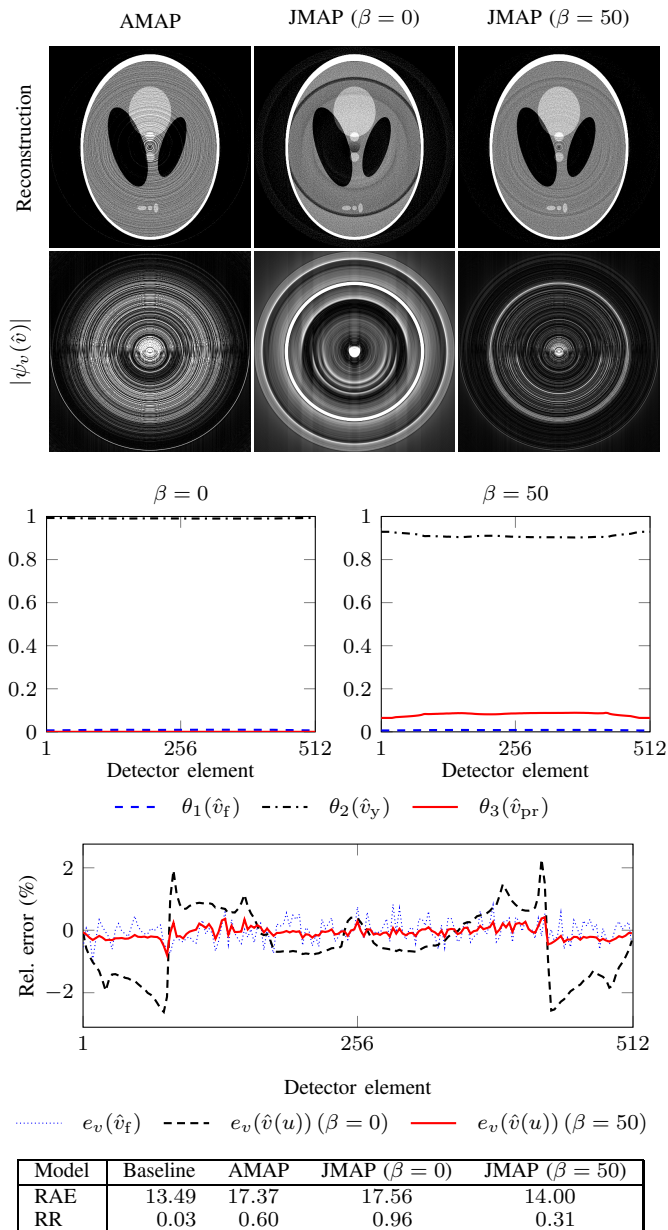 AMAP JMAP (β = 0) JMAP (β = 50)
Reconstruction
|ψ_v(v̂)|
β = 0 β = 50
1 1
0.8 0.8
0.6 0.6
0.4 0.4
0.2 0.2
0 0
1 256 512 1 256 512
Detector element Detector element
θ₁(v̂_f) θ₂(v̂_y) θ₃(v̂_pr)
Rel. error (%)
2
0
−2
1 256 512
Detector element
e_v(v̂_f) e_v(v̂(u)) (β = 0) e_v(v̂(u)) (β = 50)
Model Baseline AMAP JMAP (β = 0) JMAP (β = 50)
RAE 13.49 17.37 17.56 14.00
RR 0.03 0.60 0.96 0.31